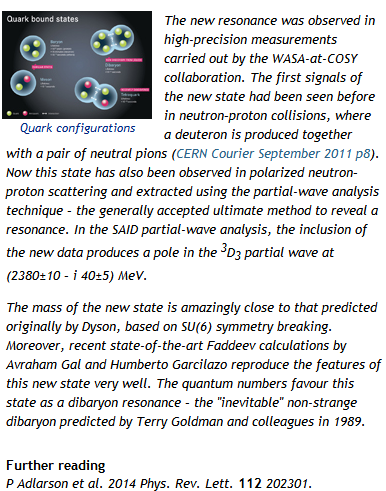 Quark bound states
Baryon
Dibaryon
Meson
Tetraquark
Quark configurations
The new resonance was observed in
high-precision measurements
carried out by the WASA-at-COSY
collaboration. The first signals of
the new state had been seen before
in neutron-proton collisions, where
a deuteron is produced together
with a pair of neutral pions (CERN Courier September 2011 p8).
Now this state has also been observed in polarized neutron-
proton scattering and extracted using the partial-wave analysis
technique – the generally accepted ultimate method to reveal a
resonance. In the SAID partial-wave analysis, the inclusion of
the new data produces a pole in the ³D₃ partial wave at
(2380±10 – i 40±5) MeV.
The mass of the new state is amazingly close to that predicted
originally by Dyson, based on SU(6) symmetry breaking.
Moreover, recent state-of-the-art Faddeev calculations by
Avraham Gal and Humberto Garcilazo reproduce the features of
this new state very well. The quantum numbers favour this
state as a dibaryon resonance – the "inevitable" non-strange
dibaryon predicted by Terry Goldman and colleagues in 1989.
Further reading
P Adlarson et al. 2014 Phys. Rev. Lett. 112 202301.